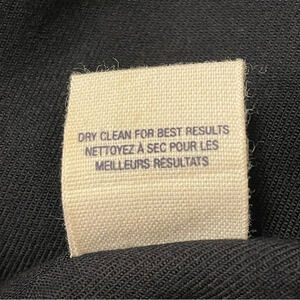 DRY CLEAN FOR BEST RESULTS
NETTOYEZ À SEC POUR LES
MEILLEURS RÉSULTATS